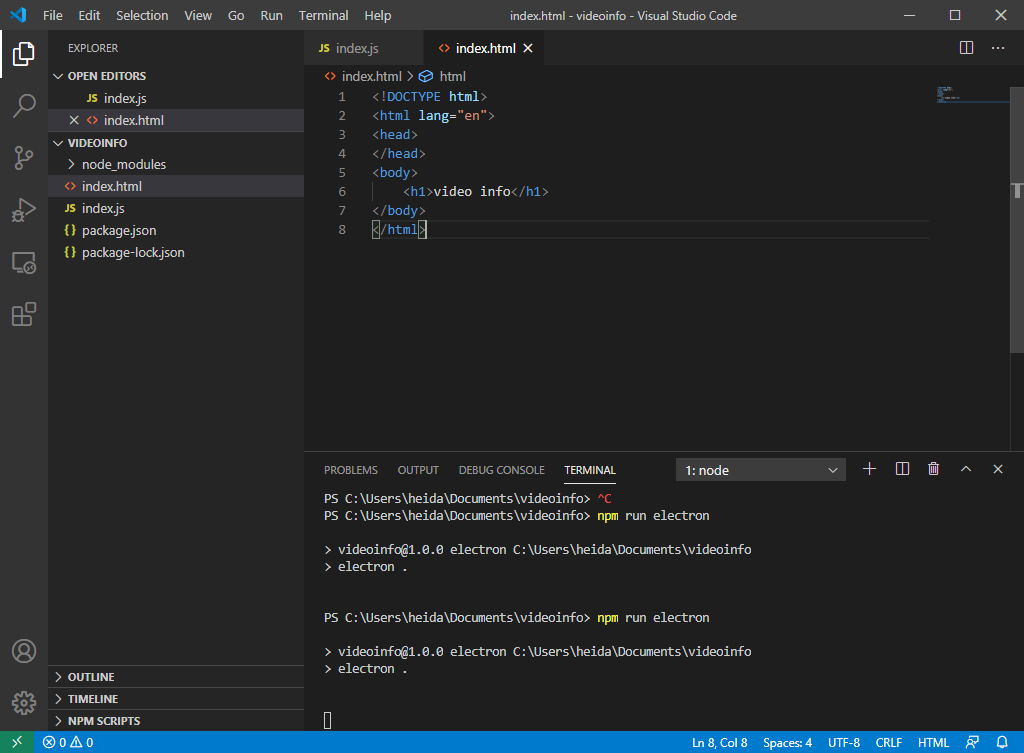 File Edit Selection View Go Run Terminal Help index.html - videoinfo - Visual Studio Code
EXPLORER
OPEN EDITORS
JS index.js
<> index.html
VIDEOINFO
node_modules
<> index.html
JS index.js
{} package.json
{} package-lock.json
OUTLINE
TIMELINE
NPM SCRIPTS
JS index.js <> index.html
<> index.html > html
1 <!DOCTYPE html>
2 <html lang="en">
3 <head>
4 </head>
5 <body>
6 <h1>video info</h1>
7 </body>
8 </html>
PROBLEMS OUTPUT DEBUG CONSOLE TERMINAL 1: node
PS C:\Users\heida\Documents\videoinfo> ^C
PS C:\Users\heida\Documents\videoinfo> npm run electron
> videoinfo@1.0.0 electron C:\Users\heida\Documents\videoinfo
> electron .
PS C:\Users\heida\Documents\videoinfo> npm run electron
> videoinfo@1.0.0 electron C:\Users\heida\Documents\videoinfo
> electron .
0 0 Ln 8, Col 8 Spaces: 4 UTF-8 CRLF HTML